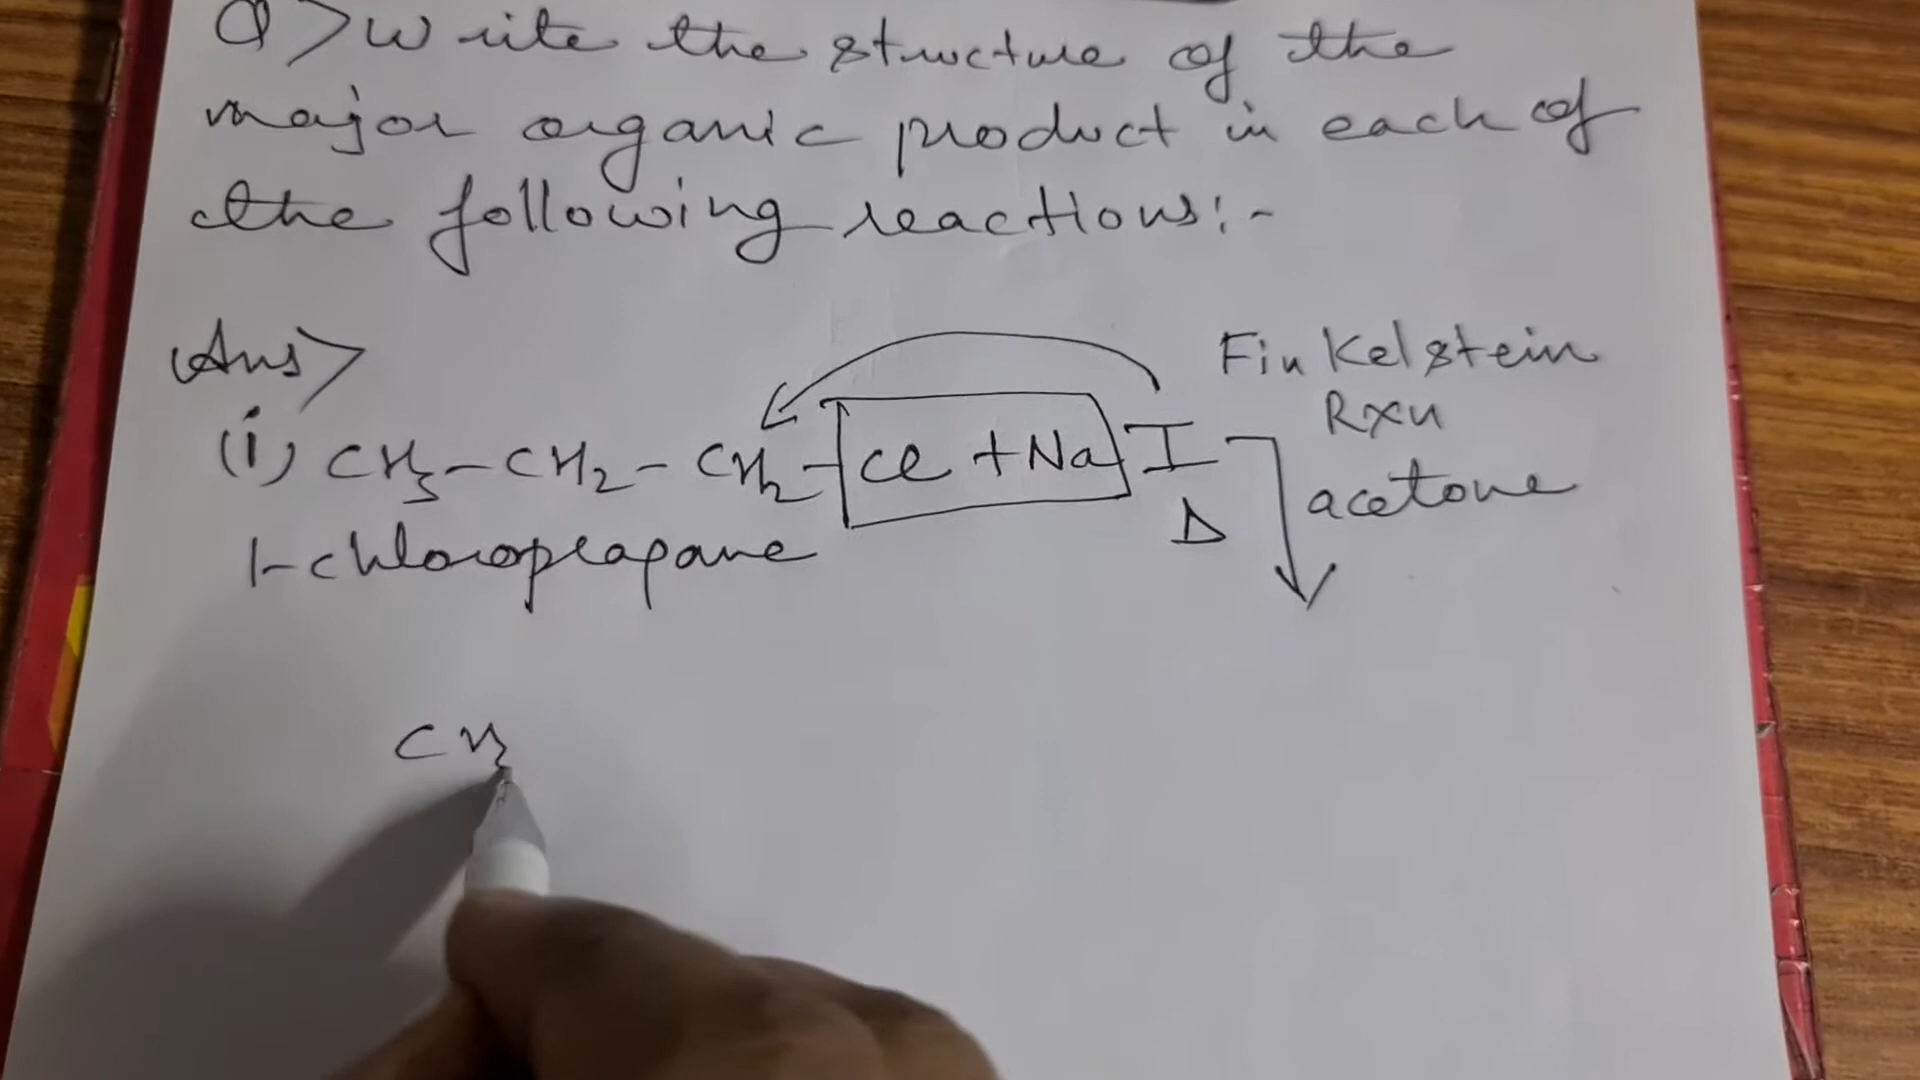 Q> Write the structure of the
major organic product in each of
the following reactions:-
Ans>
Finkelstein
Rxn
(i) CH3-CH2-CH2-Cl + Na I
acetone
Δ
1-chloropropane
CH3